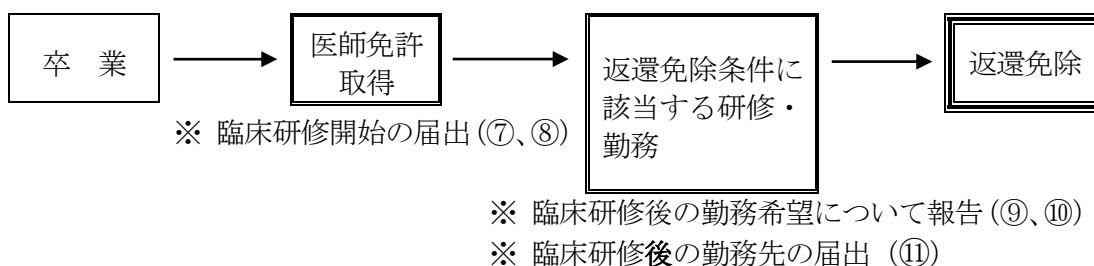 卒　業
医師免許
取得
返還免除条件に
該当する研修・
勤務
返還免除
※ 臨床研修開始の届出（⑦、⑧）
※ 臨床研修後の勤務希望について報告（⑨、⑩）
※ 臨床研修後の勤務先の届出（⑪）